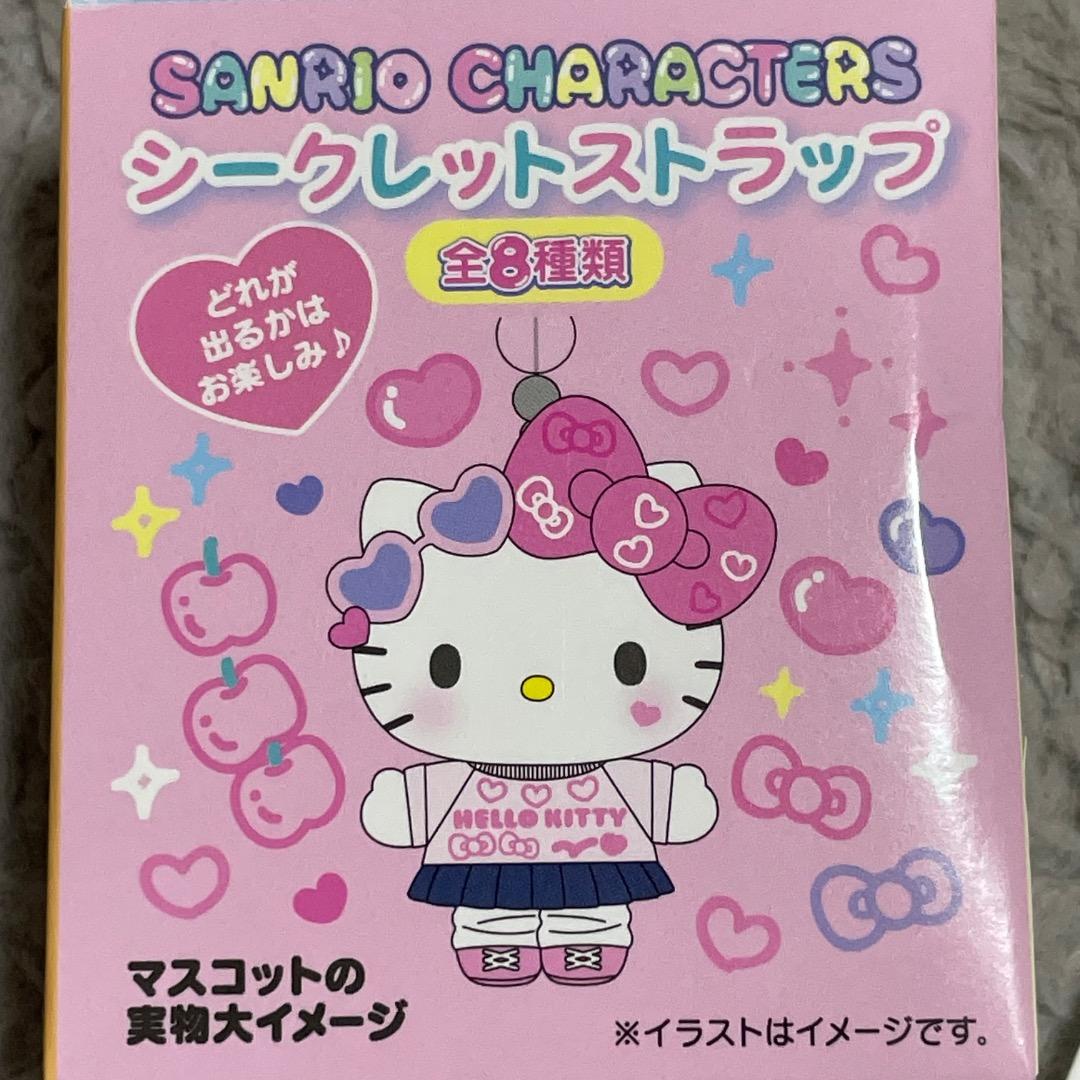 SANRIO CHARACTERS
シークレットストラップ
全8種類
どれが
出るかは
お楽しみ♪
HELLO KITTY
マスコットの
実物大イメージ
※イラストはイメージです。